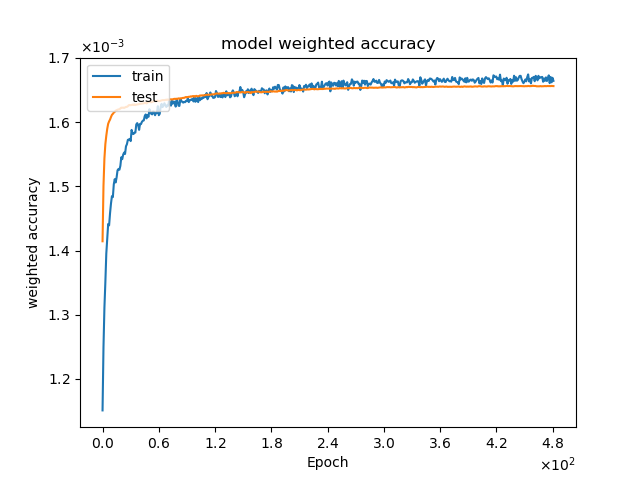 model weighted accuracy
×10⁻³
1.7
1.6
1.5
1.4
1.3
1.2
weighted accuracy
train
test
0.0 0.6 1.2 1.8 2.4 3.0 3.6 4.2 4.8
Epoch
×10²